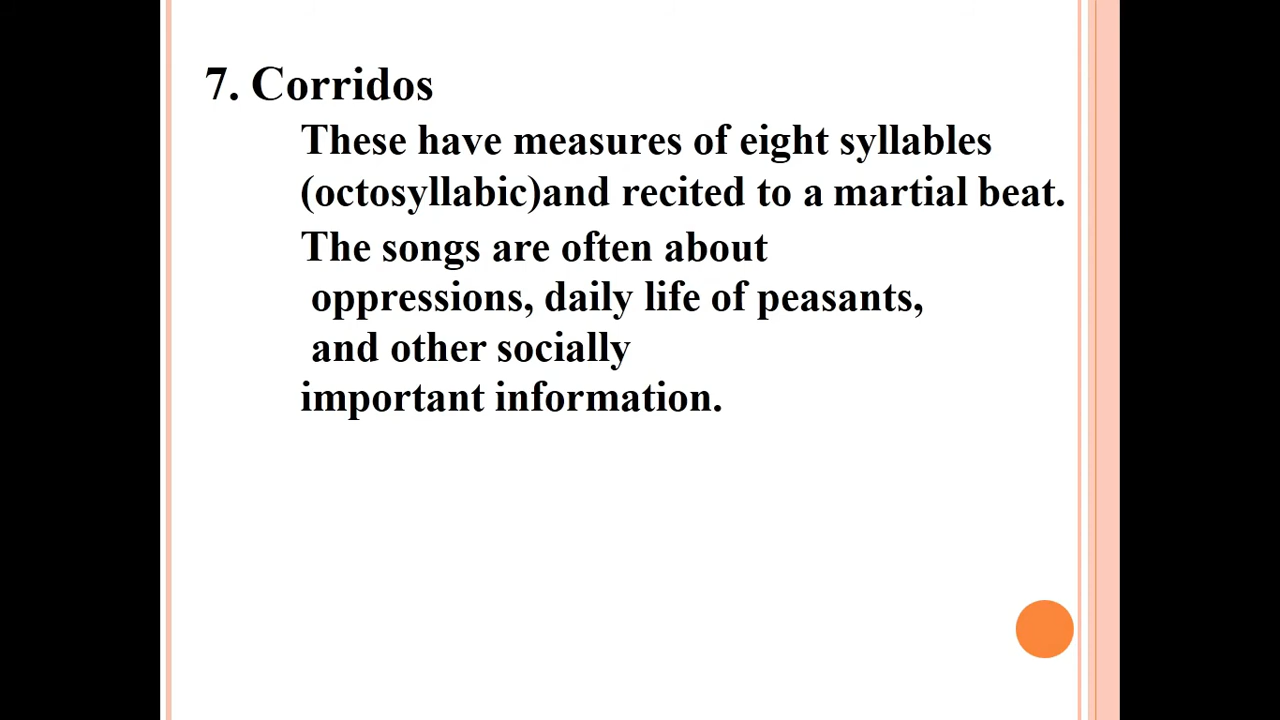 7. Corridos
These have measures of eight syllables
(octosyllabic)and recited to a martial beat.
The songs are often about
oppressions, daily life of peasants,
and other socially
important information.